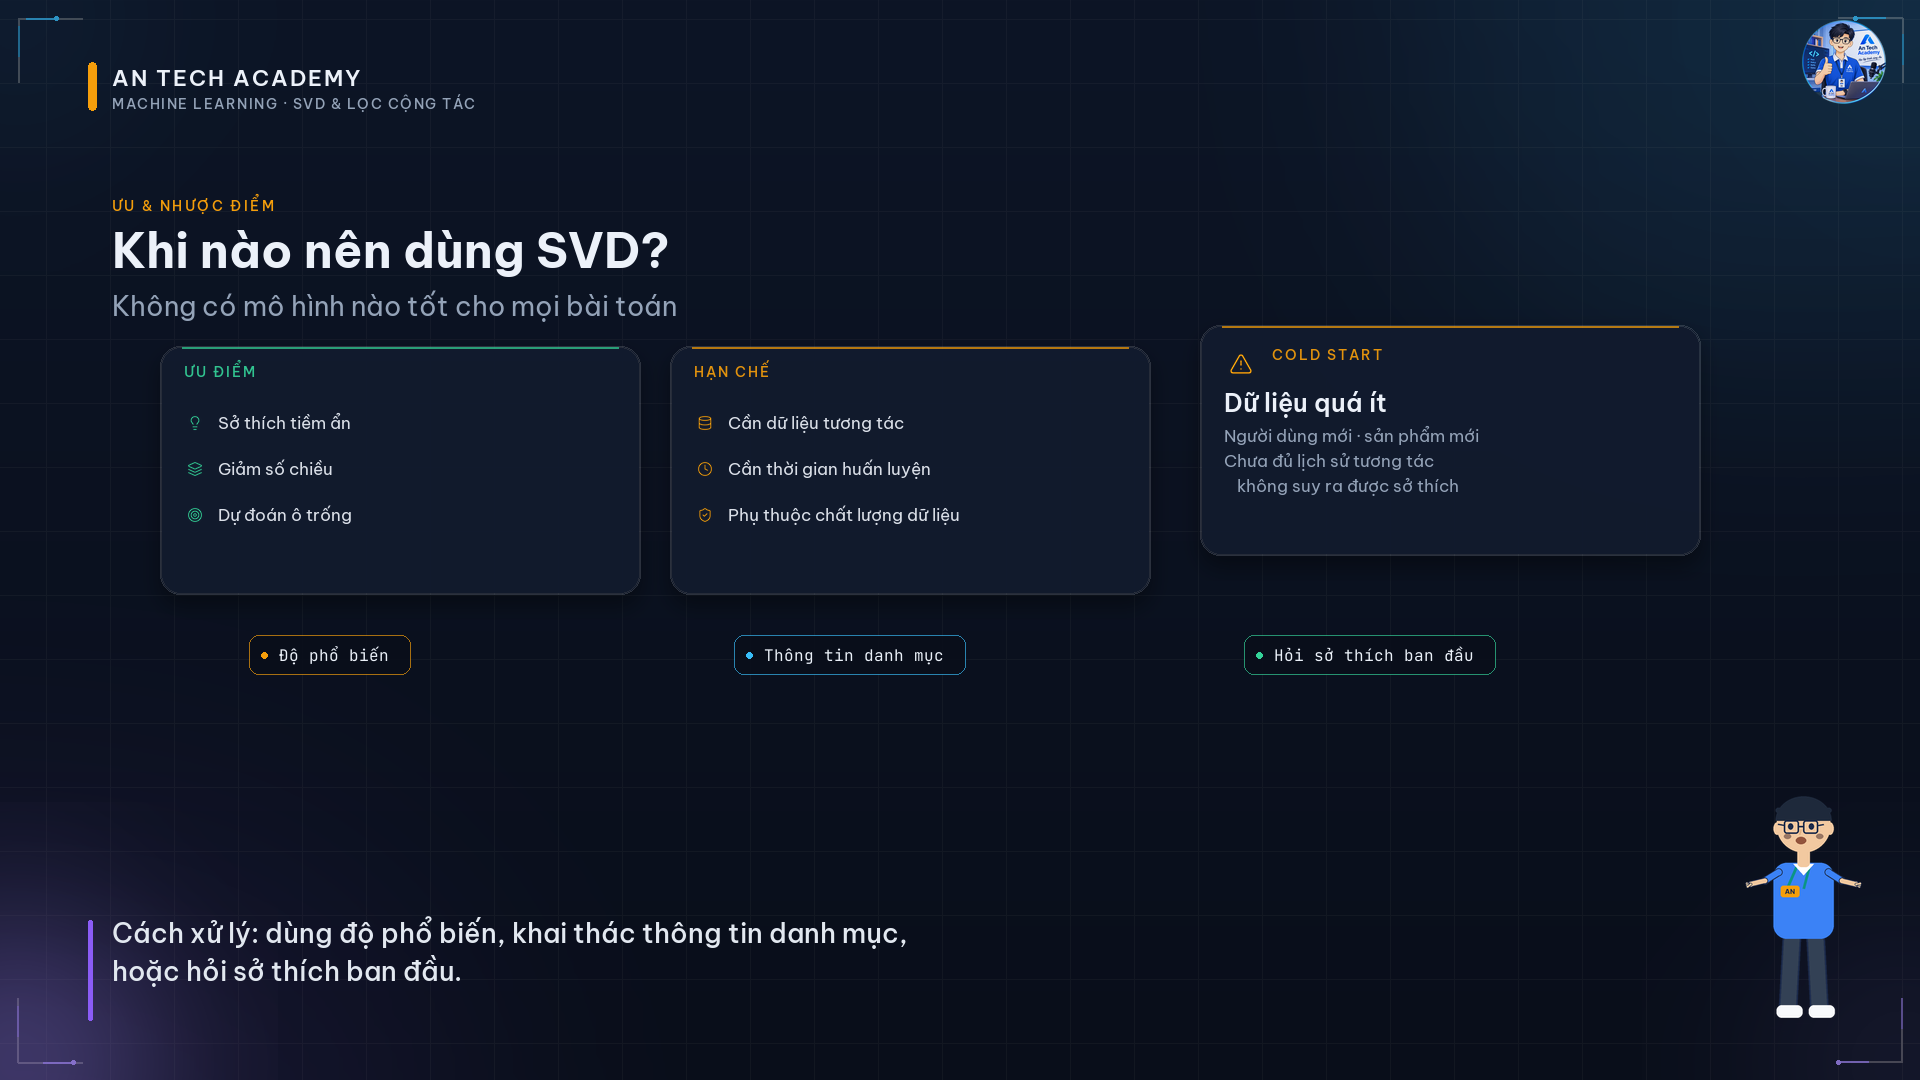 AN TECH ACADEMY
MACHINE LEARNING · SVD & LỌC CỘNG TÁC
An Tech
Academy
ƯU & NHƯỢC ĐIỂM
Khi nào nên dùng SVD?
Không có mô hình nào tốt cho mọi bài toán
ƯU ĐIỂM
Sở thích tiềm ẩn
Giảm số chiều
Dự đoán ô trống
HẠN CHẾ
Cần dữ liệu tương tác
Cần thời gian huấn luyện
Phụ thuộc chất lượng dữ liệu
COLD START
Dữ liệu quá ít
Người dùng mới · sản phẩm mới
Chưa đủ lịch sử tương tác
không suy ra được sở thích
Độ phổ biến
Thông tin danh mục
Hỏi sở thích ban đầu
AN
Cách xử lý: dùng độ phổ biến, khai thác thông tin danh mục,
hoặc hỏi sở thích ban đầu.